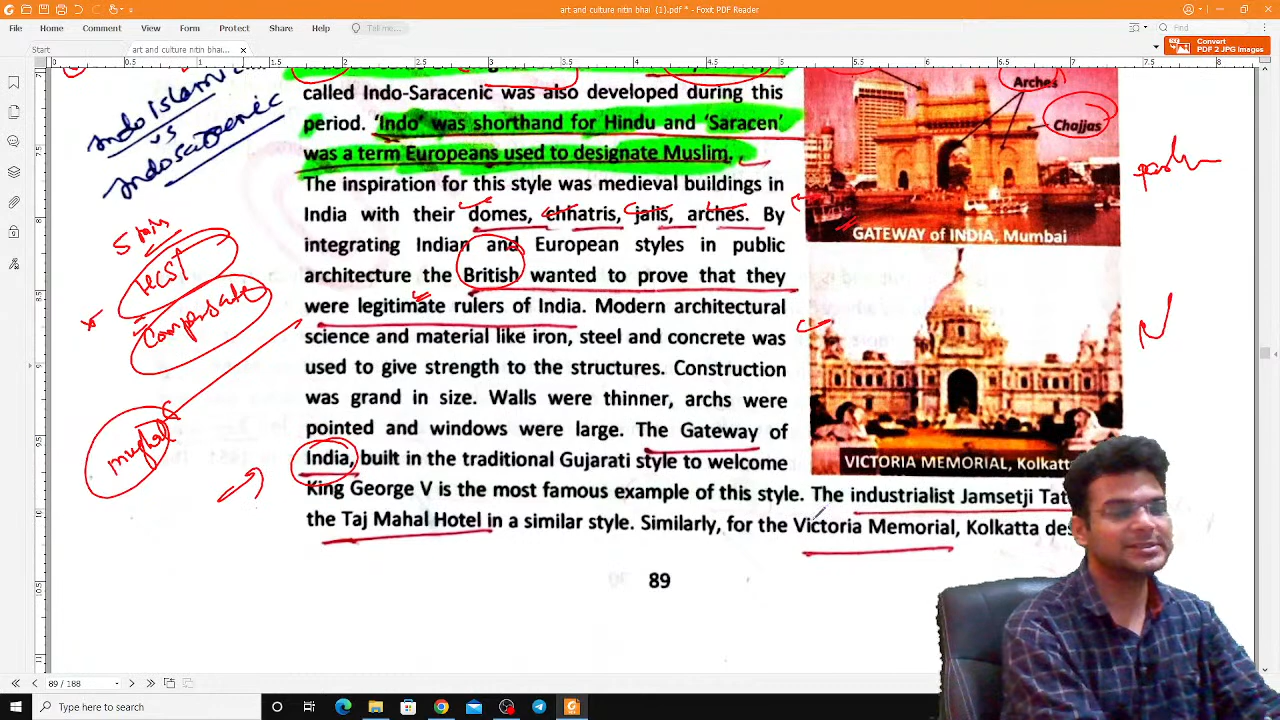 art and culture nitin bhai (1).pdf * - Foxit PDF Reader
File Home Comment View Form Protect Share Help Tell me...
Find
Start art and culture nitin bhai...
Convert
PDF 2 JPG Images
called Indo-Saracenic was also developed during this
period. 'Indo' was shorthand for Hindu and 'Saracen'
was a term Europeans used to designate Muslim.
The inspiration for this style was medieval buildings in
India with their domes, chhatris, jalis, arches. By
integrating Indian and European styles in public
architecture the British wanted to prove that they
were legitimate rulers of India. Modern architectural
science and material like iron, steel and concrete was
used to give strength to the structures. Construction
was grand in size. Walls were thinner, archs were
pointed and windows were large. The Gateway of
India, built in the traditional Gujarati style to welcome
King George V is the most famous example of this style. The industrialist Jamsetji Tat
the Taj Mahal Hotel in a similar style. Similarly, for the Victoria Memorial, Kolkatta des
89
Arches
Chajjas
GATEWAY of INDIA, Mumbai
VICTORIA MEMORIAL, Kolkatt
Indo Islamic
vs
Indosarcenic
compensate
mughal
89 / 168
Type here to search